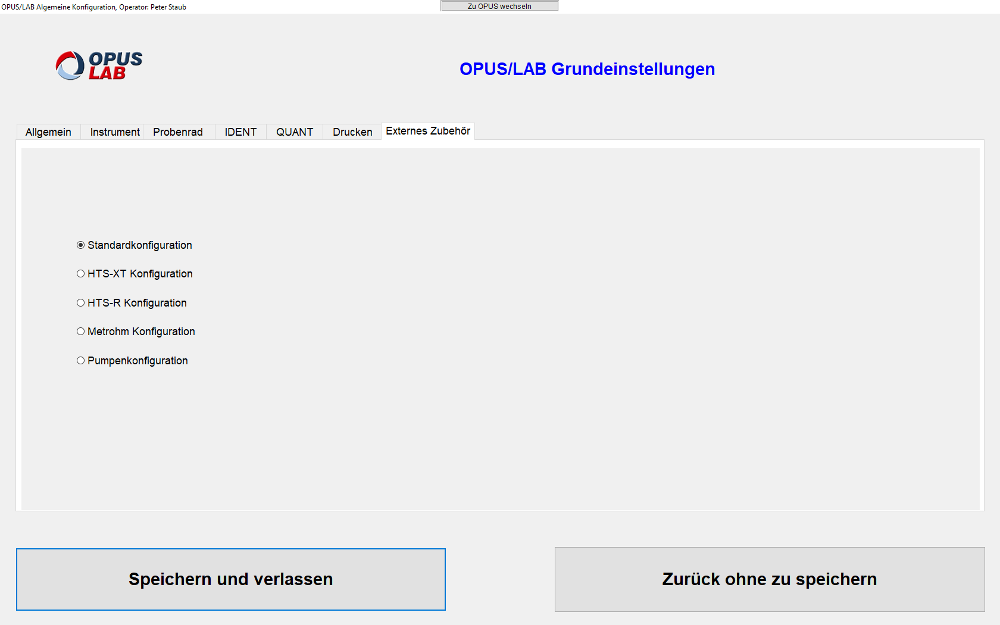 OPUS/LAB Algemeine Konfiguration, Operator: Peter Staub
Zu OPUS wechseln
OPUS
LAB
OPUS/LAB Grundeinstellungen
Allgemein Instrument Probenrad IDENT QUANT Drucken Externes Zubehör
Standardkonfiguration
HTS-XT Konfiguration
HTS-R Konfiguration
Metrohm Konfiguration
Pumpenkonfiguration
Speichern und verlassen Zurück ohne zu speichern